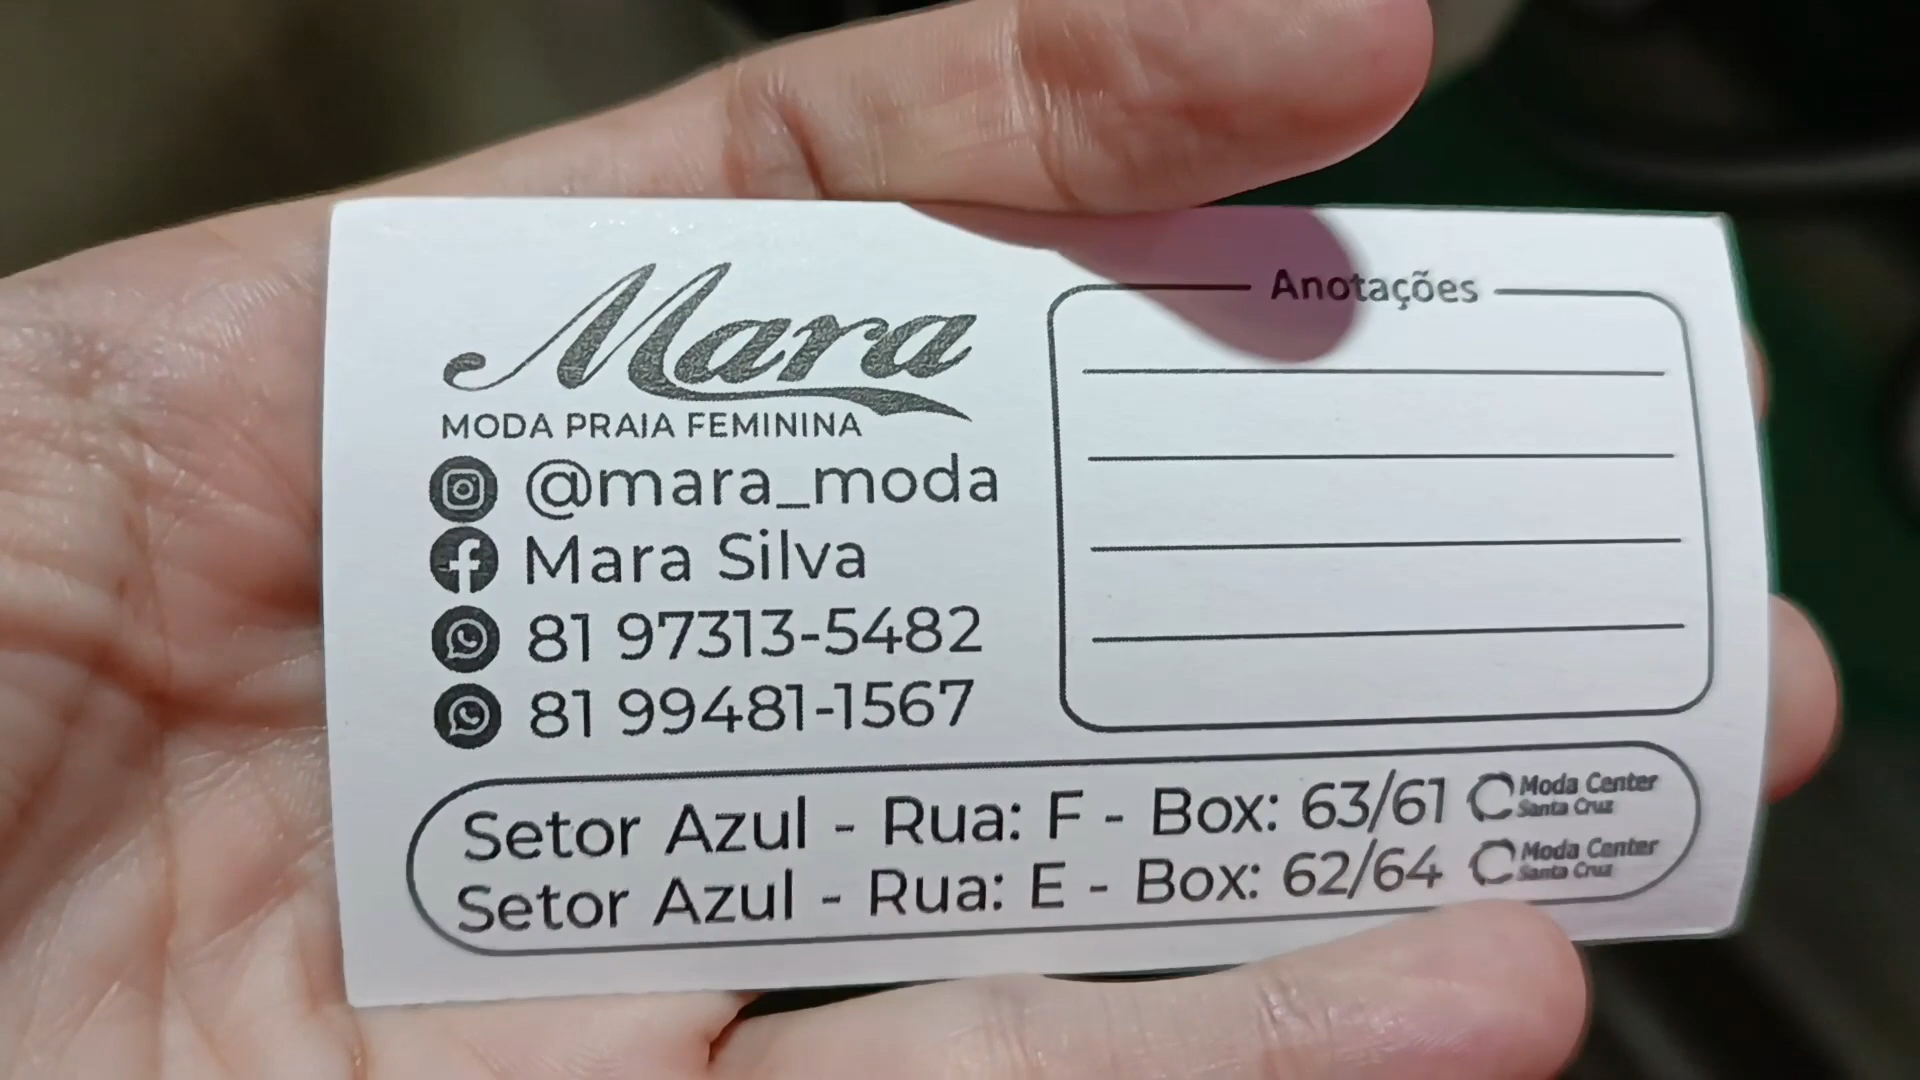 Mara
MODA PRAIA FEMININA
@mara_moda
Mara Silva
81 97313-5482
81 99481-1567
Anotações
Setor Azul - Rua: F - Box: 63/61 Moda Center Santa Cruz
Setor Azul - Rua: E - Box: 62/64 Moda Center Santa Cruz